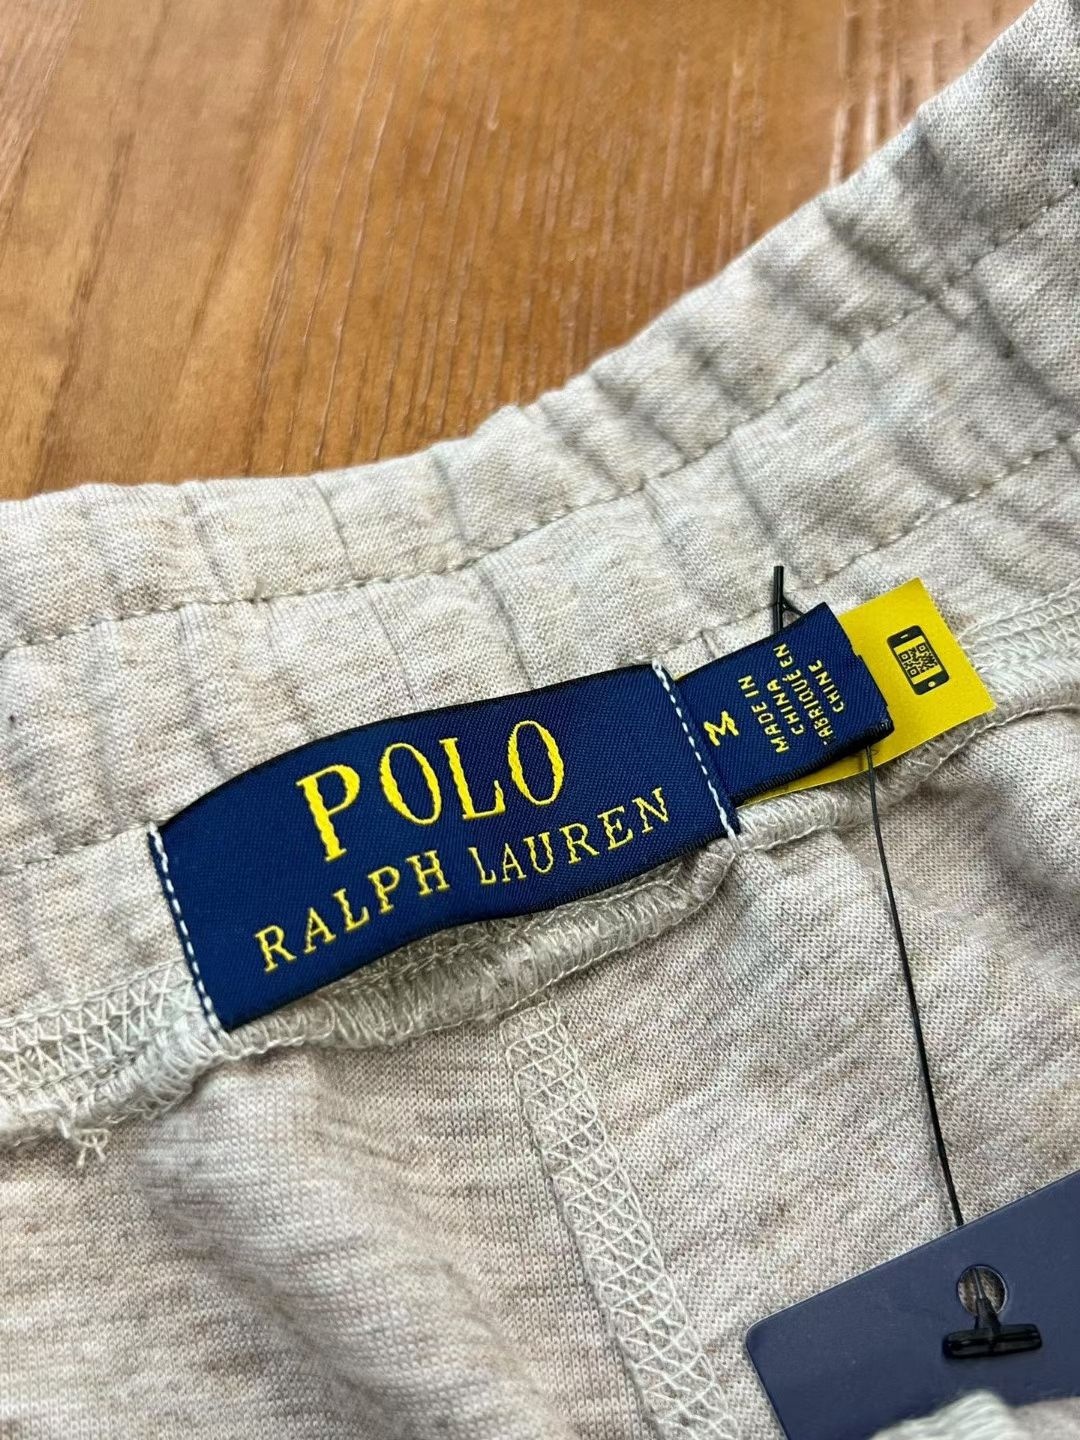 POLO
RALPH LAUREN
M
MADE IN
CHINA
FABRIQUÉ EN
CHINE